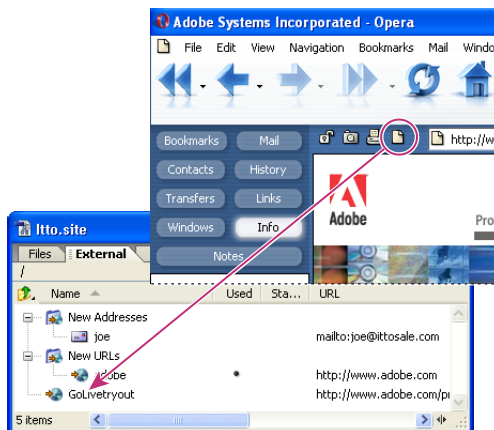 Adobe Systems Incorporated - Opera
File Edit View Navigation Bookmarks Mail
http://w
Bookmarks Mail
Contacts History
Transfers Links
Windows Info
Notes
Adobe
Pro
Itto.site
Files External
/
Name Used Sta... URL
New Addresses
joe mailto:joe@ittosale.com
New URLs
Adobe http://www.adobe.com
GoLivetryout http://www.adobe.com/p
5 items